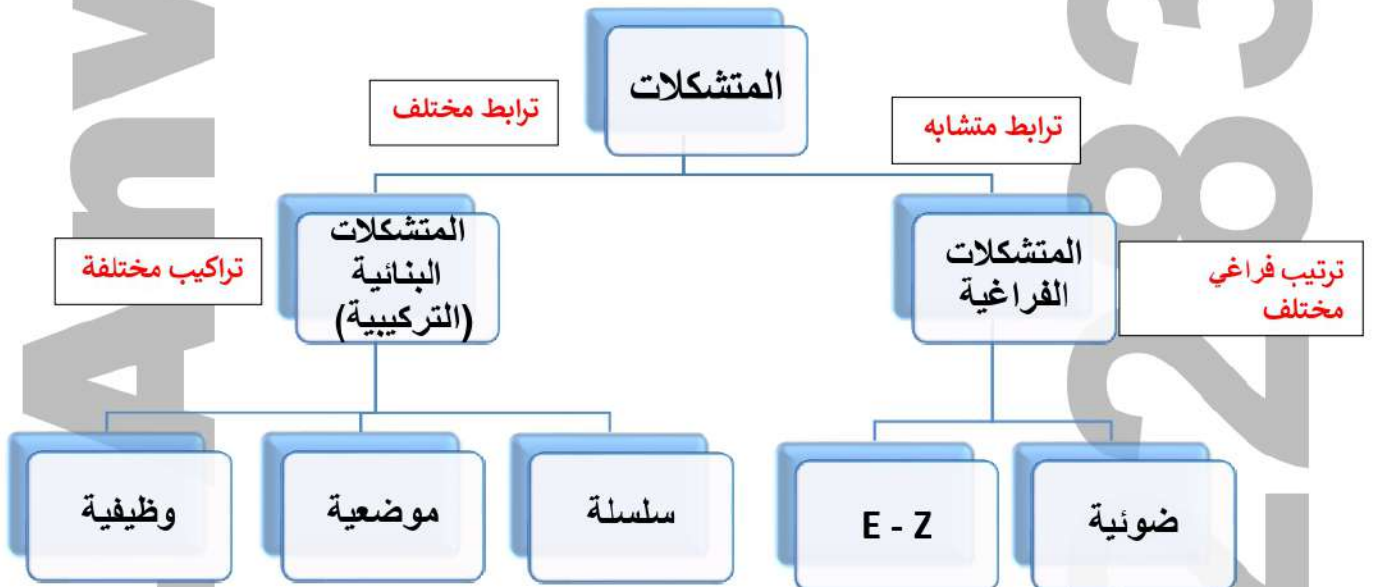 المتشكلات
ترابط متشابه
ترابط مختلف
المتشكلات
الفراغية
ترتيب فراغي
مختلف
المتشكلات
البنائية
(التركيبية)
تراكيب مختلفة
ضوئية
E - Z
سلسلة
موضعية
وظيفية